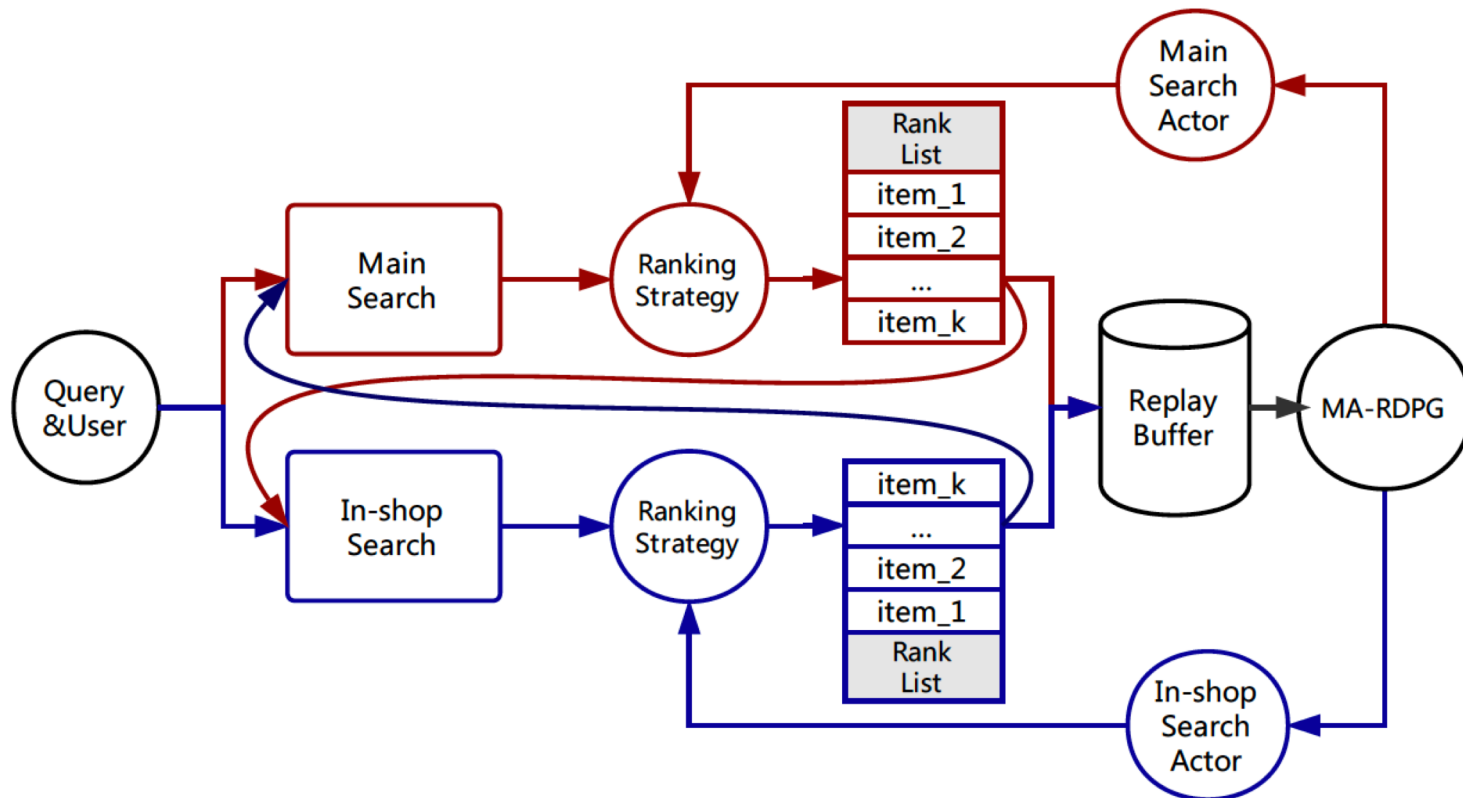 Main
Search
Actor
Rank
List
item_1
item_2
...
item_k
Main
Search
Ranking
Strategy
Query
&User
Replay
Buffer
MA-RDPG
In-shop
Search
Ranking
Strategy
item_k
...
item_2
item_1
Rank
List
In-shop
Search
Actor